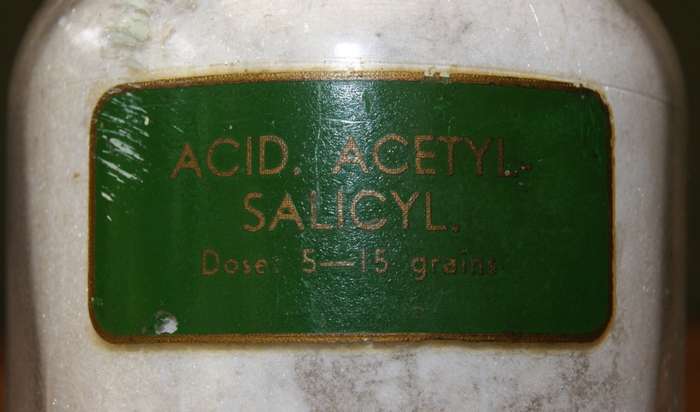 ACID. ACETYL-
SALICYL.
Dose: 5—15 grains